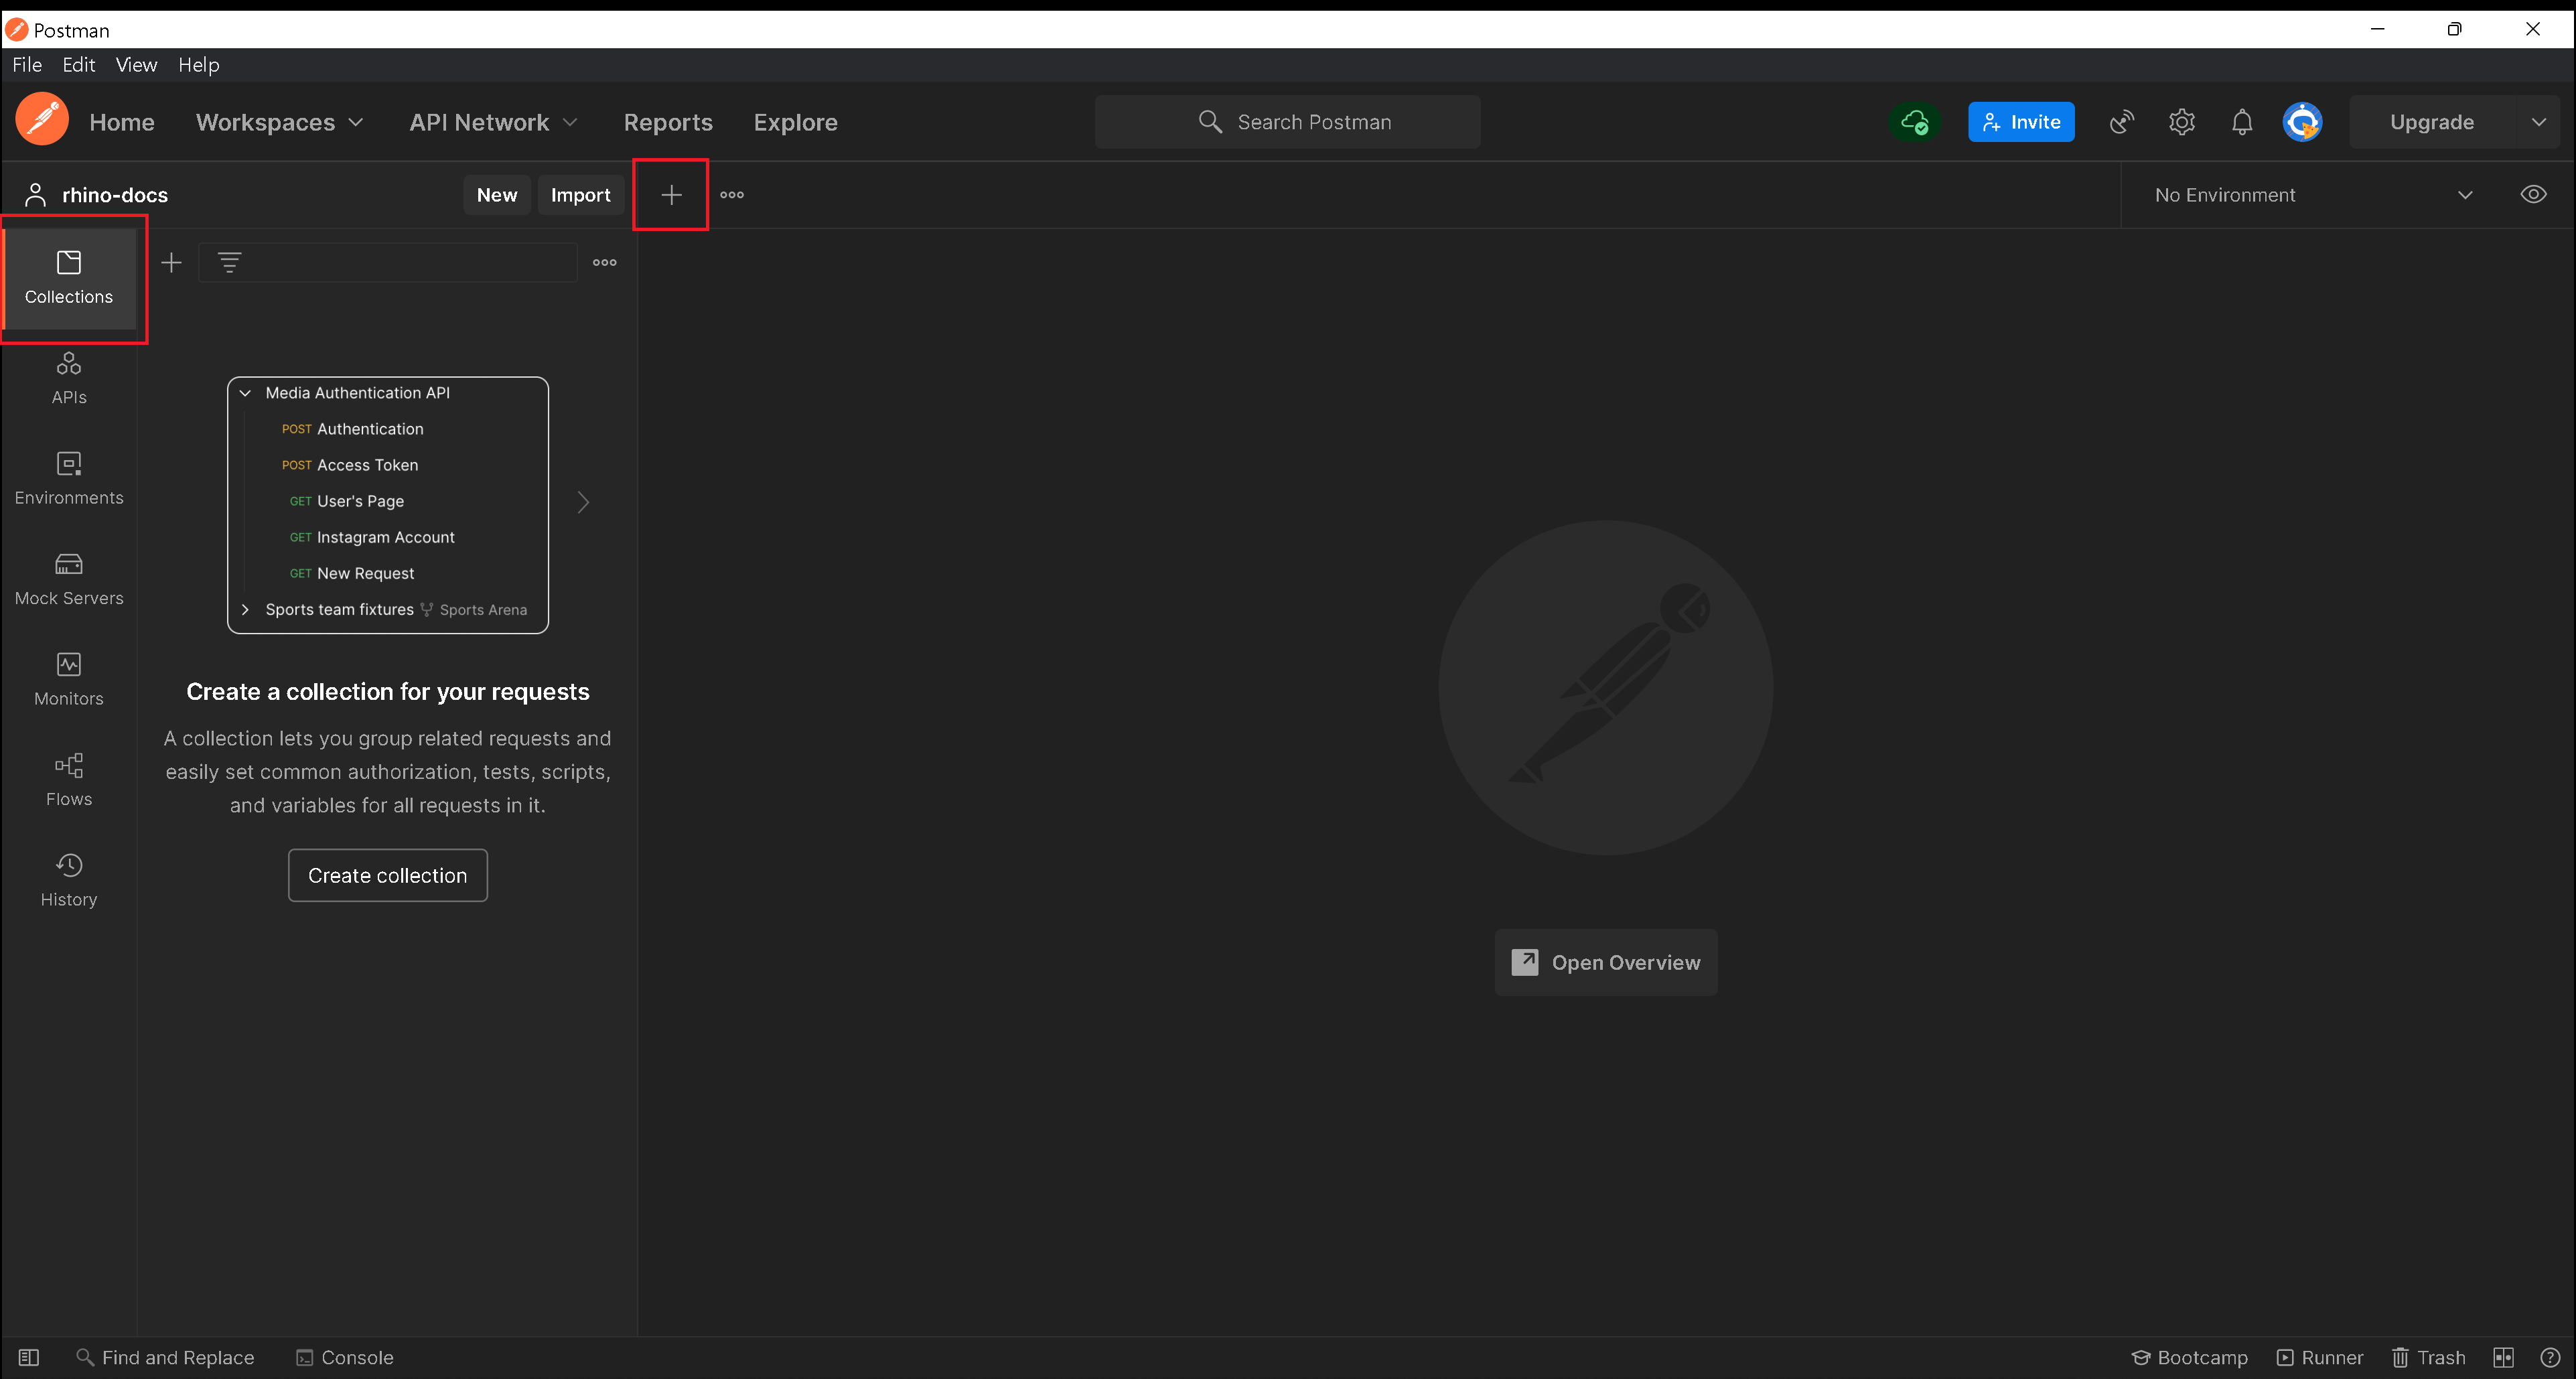 Postman
File Edit View Help
Home Workspaces API Network Reports Explore Search Postman Invite Upgrade
rhino-docs New Import No Environment
Collections
APIs
Environments
Mock Servers
Monitors
Flows
History
Media Authentication API
POST Authentication
POST Access Token
GET User's Page
GET Instagram Account
GET New Request
Sports team fixtures Sports Arena
Create a collection for your requests
A collection lets you group related requests and
easily set common authorization, tests, scripts,
and variables for all requests in it.
Create collection
Open Overview
Find and Replace Console Bootcamp Runner Trash